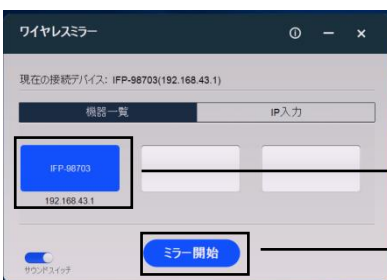 ワイヤレスミラー
現在の接続デバイス: IFP-98703(192.168.43.1)
機器一覧
IP入力
IFP-98703
192.168.43.1
サウンドスイッチ
ミラー開始